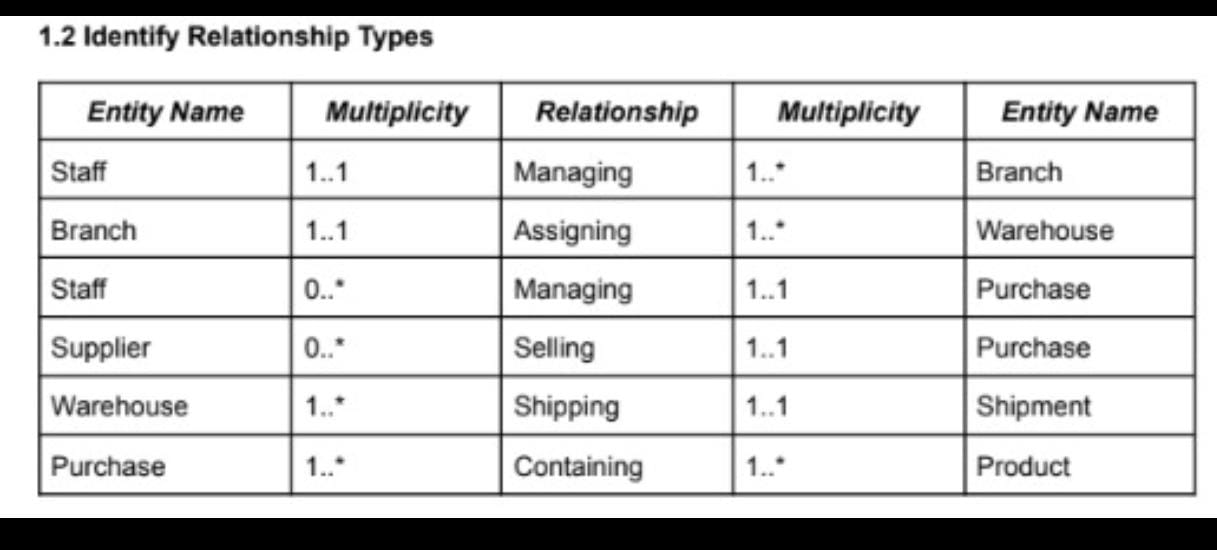 1.2 Identify Relationship Types
Entity Name Multiplicity Relationship Multiplicity Entity Name
Staff 1..1 Managing 1..* Branch
Branch 1..1 Assigning 1..* Warehouse
Staff 0..* Managing 1..1 Purchase
Supplier 0..* Selling 1..1 Purchase
Warehouse 1..* Shipping 1..1 Shipment
Purchase 1..* Containing 1..* Product